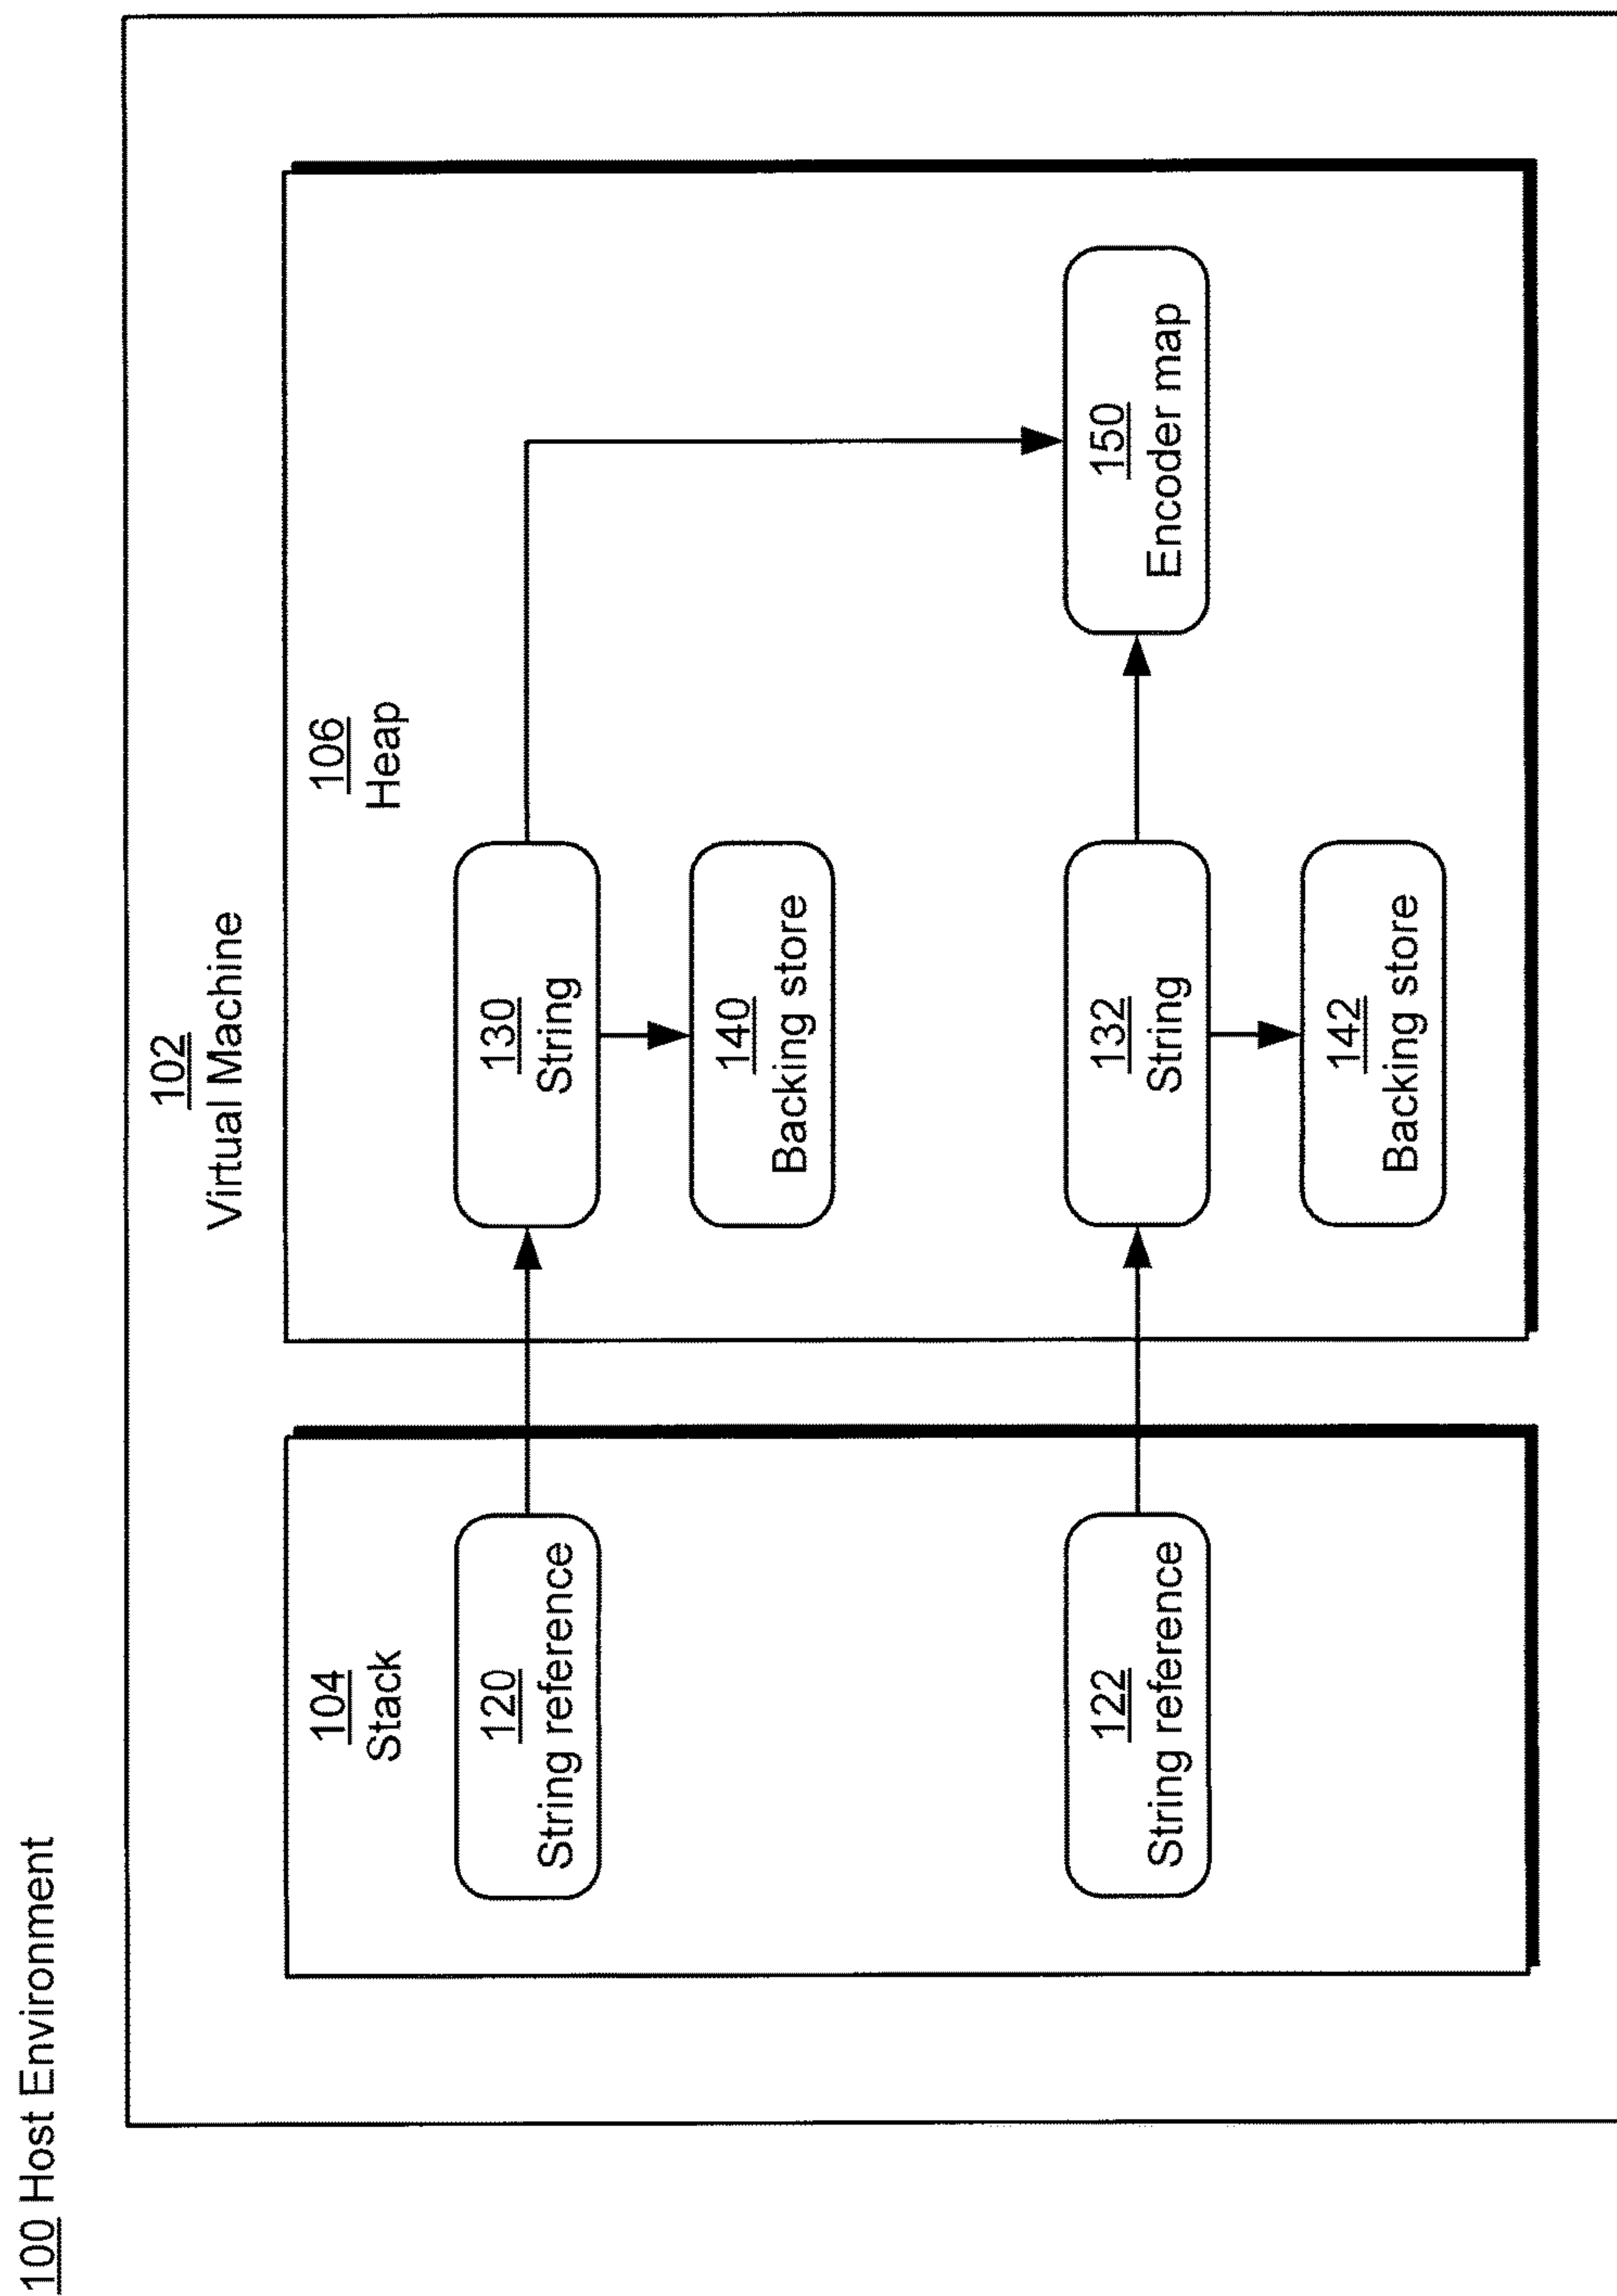 100 Host Environment
102
Virtual Machine
104
Stack
120
String reference
122
String reference
106
Heap
130
String
140
Backing store
132
String
142
Backing store
150
Encoder map